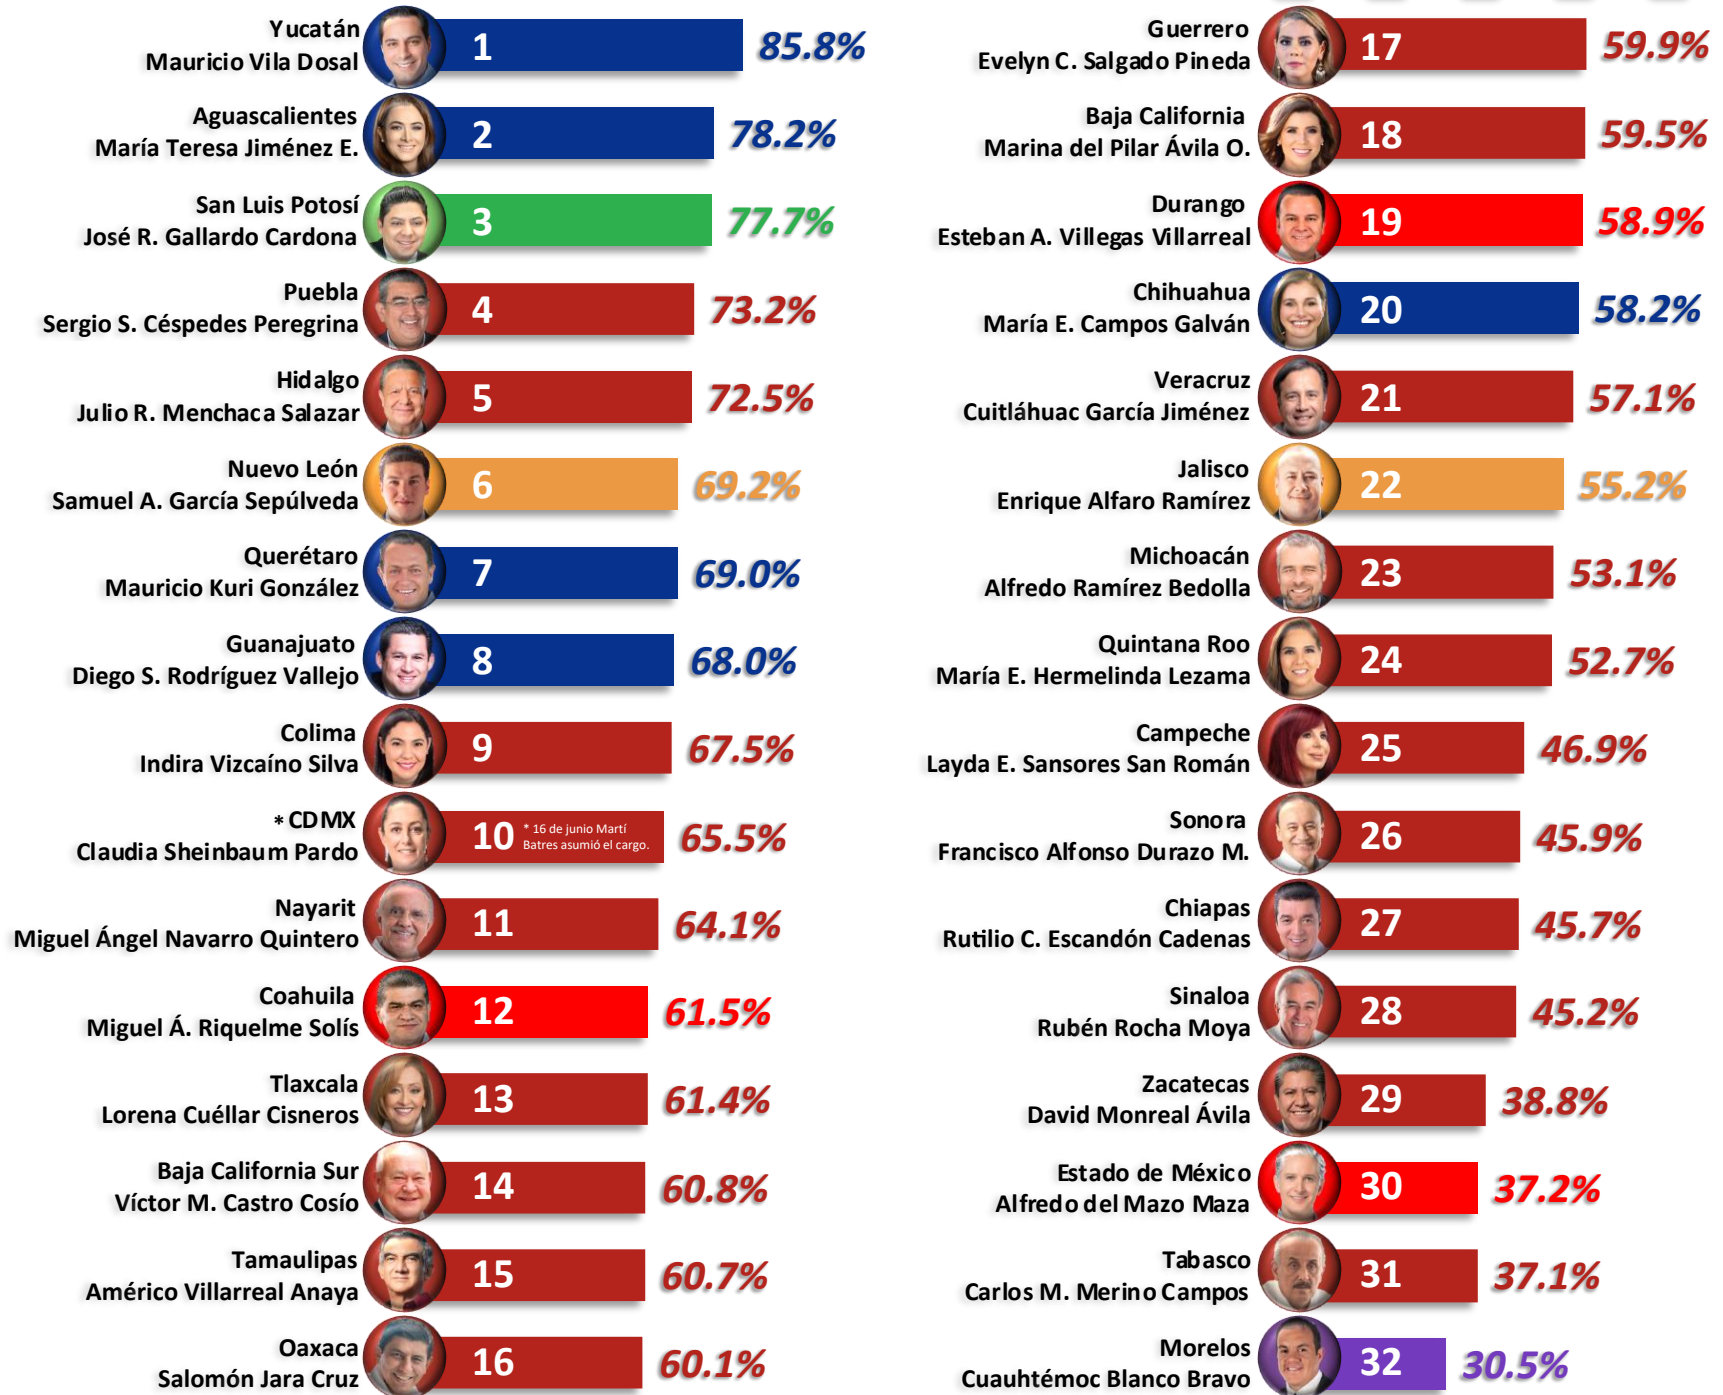 Yucatán
Mauricio Vila Dosal
1
85.8%
Aguascalientes
María Teresa Jiménez E.
2
78.2%
San Luis Potosí
José R. Gallardo Cardona
3
77.7%
Puebla
Sergio S. Céspedes Peregrina
4
73.2%
Hidalgo
Julio R. Menchaca Salazar
5
72.5%
Nuevo León
Samuel A. García Sepúlveda
6
69.2%
Querétaro
Mauricio Kuri González
7
69.0%
Guanajuato
Diego S. Rodríguez Vallejo
8
68.0%
Colima
Indira Vizcaíno Silva
9
67.5%
* CDMX
Claudia Sheinbaum Pardo
10
* 16 de junio Martí
Batres asumió el cargo.
65.5%
Nayarit
Miguel Ángel Navarro Quintero
11
64.1%
Coahuila
Miguel Á. Riquelme Solís
12
61.5%
Tlaxcala
Lorena Cuéllar Cisneros
13
61.4%
Baja California Sur
Víctor M. Castro Cosío
14
60.8%
Tamaulipas
Américo Villarreal Anaya
15
60.7%
Oaxaca
Salomón Jara Cruz
16
60.1%
Guerrero
Evelyn C. Salgado Pineda
17
59.9%
Baja California
Marina del Pilar Ávila O.
18
59.5%
Durango
Esteban A. Villegas Villarreal
19
58.9%
Chihuahua
María E. Campos Galván
20
58.2%
Veracruz
Cuitláhuac García Jiménez
21
57.1%
Jalisco
Enrique Alfaro Ramírez
22
55.2%
Michoacán
Alfredo Ramírez Bedolla
23
53.1%
Quintana Roo
María E. Hermelinda Lezama
24
52.7%
Campeche
Layda E. Sansores San Román
25
46.9%
Sonora
Francisco Alfonso Durazo M.
26
45.9%
Chiapas
Rutilio C. Escandón Cadenas
27
45.7%
Sinaloa
Rubén Rocha Moya
28
45.2%
Zacatecas
David Monreal Ávila
29
38.8%
Estado de México
Alfredo del Mazo Maza
30
37.2%
Tabasco
Carlos M. Merino Campos
31
37.1%
Morelos
Cuauhtémoc Blanco Bravo
32
30.5%